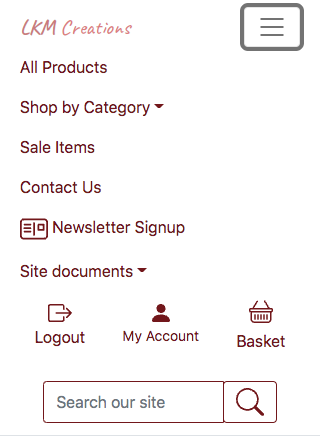 LKM Creations
All Products
Shop by Category
Sale Items
Contact Us
Newsletter Signup
Site documents
Logout My Account Basket
Search our site